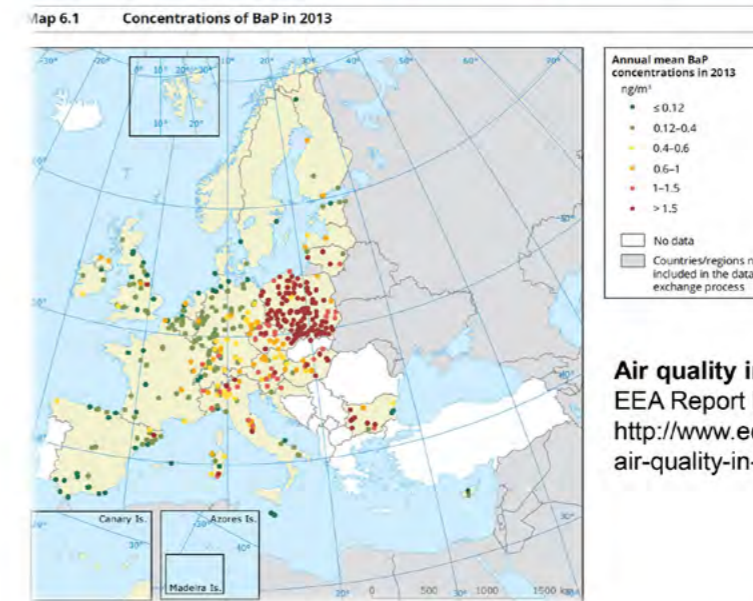 Map 6.1 Concentrations of BaP in 2013
Annual mean BaP
concentrations in 2013
ng/m³
≤ 0.12
0.12–0.4
0.4–0.6
0.6–1
1–1.5
> 1.5
No data
Countries/regions n
included in the data
exchange process
Air quality i
EEA Report
http://www.e
air-quality-in-
Canary Is.
Azores Is.
Madeira Is.
0 500 1000 1500